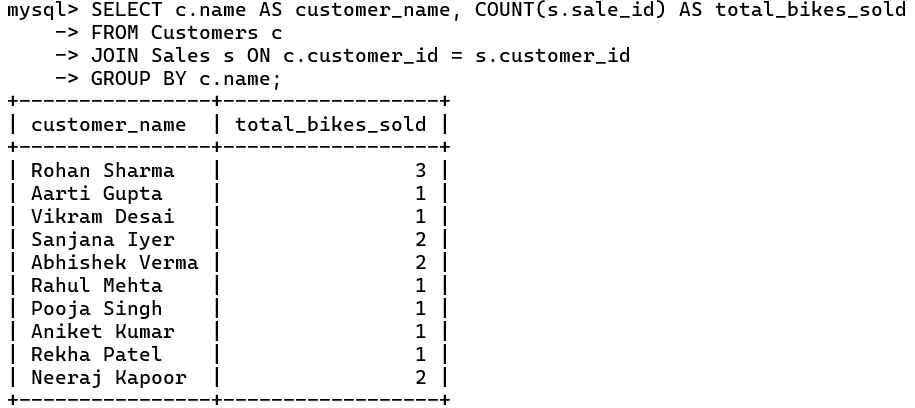 mysql> SELECT c.name AS customer_name, COUNT(s.sale_id) AS total_bikes_sold
    -> FROM Customers c
    -> JOIN Sales s ON c.customer_id = s.customer_id
    -> GROUP BY c.name;
+----------------+------------------+
| customer_name  | total_bikes_sold |
+----------------+------------------+
| Rohan Sharma   |                3 |
| Aarti Gupta    |                1 |
| Vikram Desai   |                1 |
| Sanjana Iyer   |                2 |
| Abhishek Verma |                2 |
| Rahul Mehta    |                1 |
| Pooja Singh    |                1 |
| Aniket Kumar   |                1 |
| Rekha Patel    |                1 |
| Neeraj Kapoor  |                2 |
+----------------+------------------+